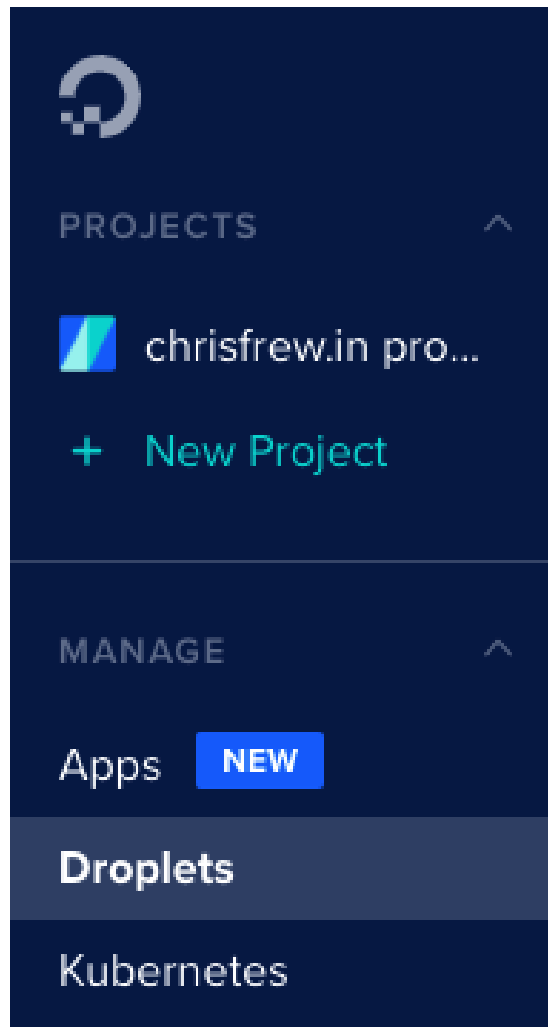 PROJECTS
chrisfrew.in pro...
+ New Project
MANAGE
Apps NEW
Droplets
Kubernetes